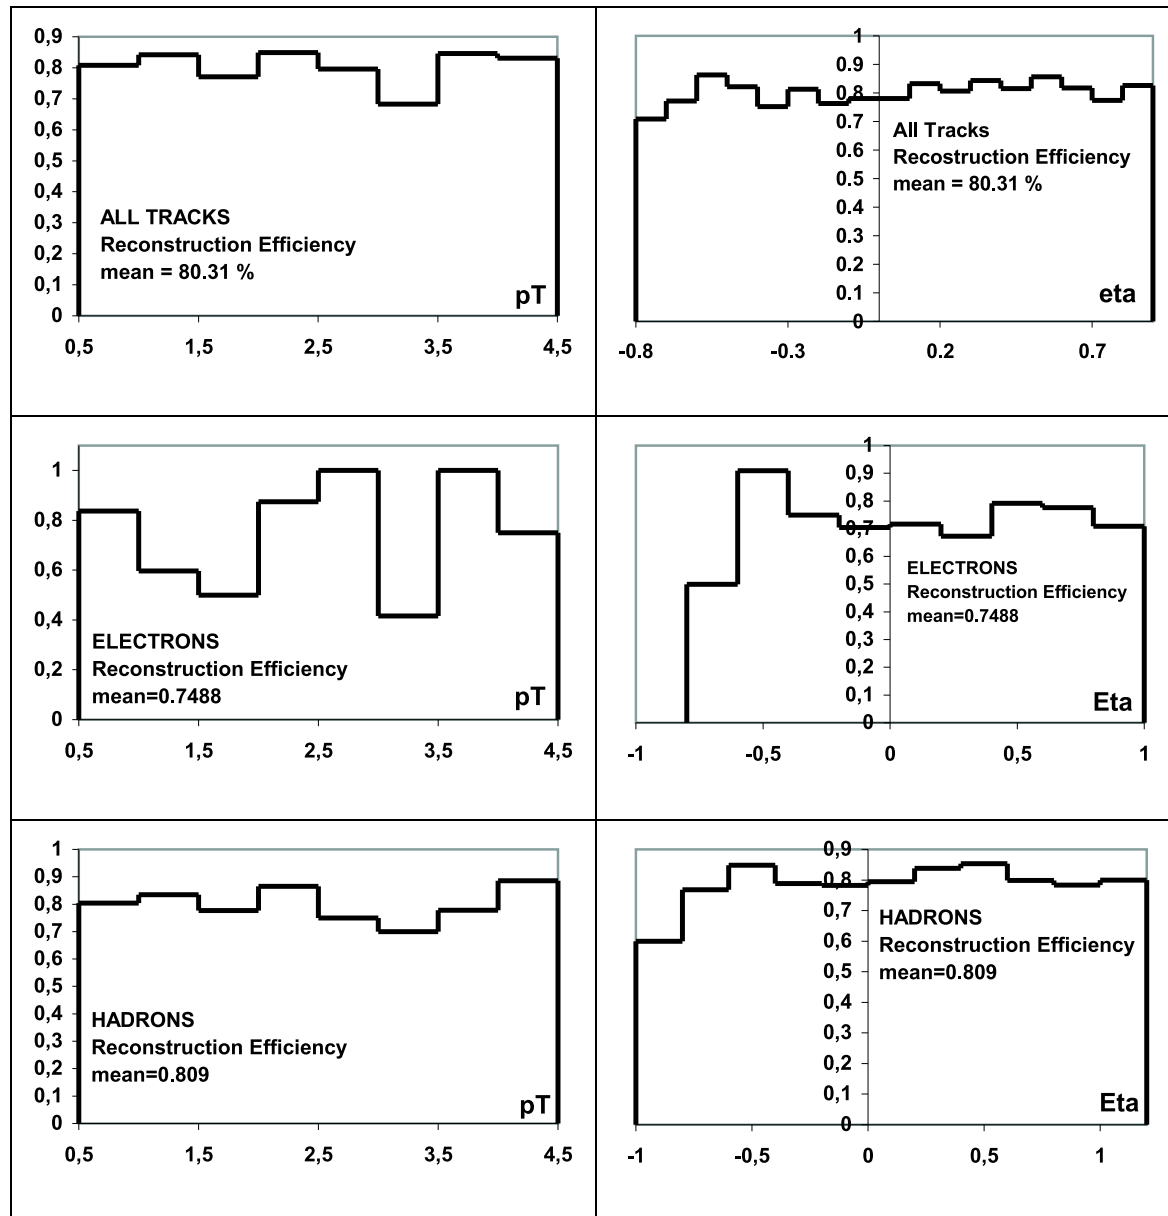 0,9
0,8
0,7
0,6
0,5
0,4
0,3
0,2
0,1
0
ALL TRACKS
Reconstruction Efficiency
mean = 80.31 %
pT
0,5 1,5 2,5 3,5 4,5
1
0.9
0.8
0.7
0.6
0.5
0.4
0.3
0.2
0.1
0
All Tracks
Recostruction Efficiency
mean = 80.31 %
eta
-0.8 -0.3 0.2 0.7
1
0,8
0,6
0,4
0,2
0
ELECTRONS
Reconstruction Efficiency
mean=0.7488
pT
0,5 1,5 2,5 3,5 4,5
1
0,9
0,8
0,7
0,6
0,5
0,4
0,3
0,2
0,1
0
ELECTRONS
Reconstruction Efficiency
mean=0.7488
Eta
-1 -0,5 0 0,5 1
1
0,9
0,8
0,7
0,6
0,5
0,4
0,3
0,2
0,1
0
HADRONS
Reconstruction Efficiency
mean=0.809
pT
0,5 1,5 2,5 3,5 4,5
0,9
0,8
0,7
0,6
0,5
0,4
0,3
0,2
0,1
0
HADRONS
Reconstruction Efficiency
mean=0.809
Eta
-1 -0,5 0 0,5 1